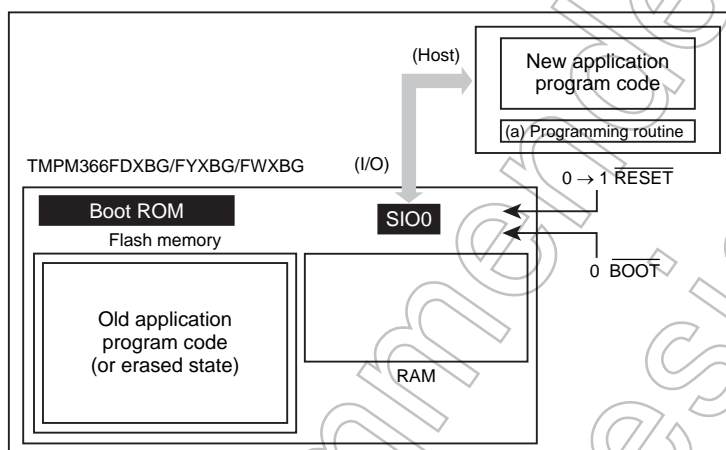 (Host)
New application
program code
(a) Programming routine
TMPM366FDXBG/FYXBG/FWXBG
(I/O)
0 → 1 RESET
Boot ROM
SIO0
Flash memory
0 BOOT
Old application
program code
(or erased state)
RAM